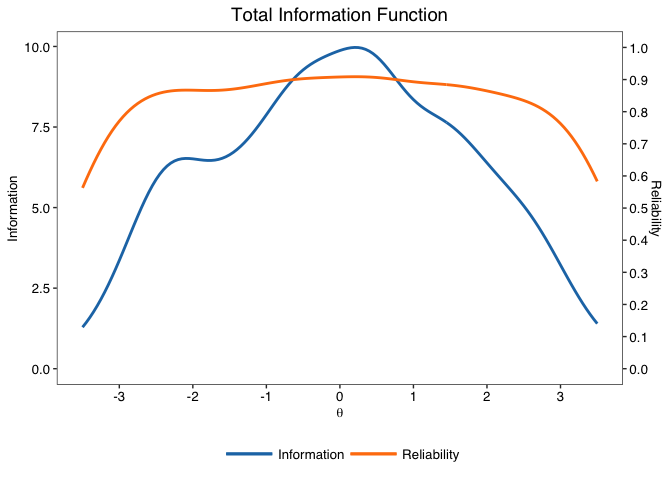 Total Information Function
10.0
7.5
5.0
2.5
0.0
Information
1.0
0.9
0.8
0.7
0.6
0.5
0.4
0.3
0.2
0.1
0.0
Reliability
-3 -2 -1 0 1 2 3
θ
Information Reliability